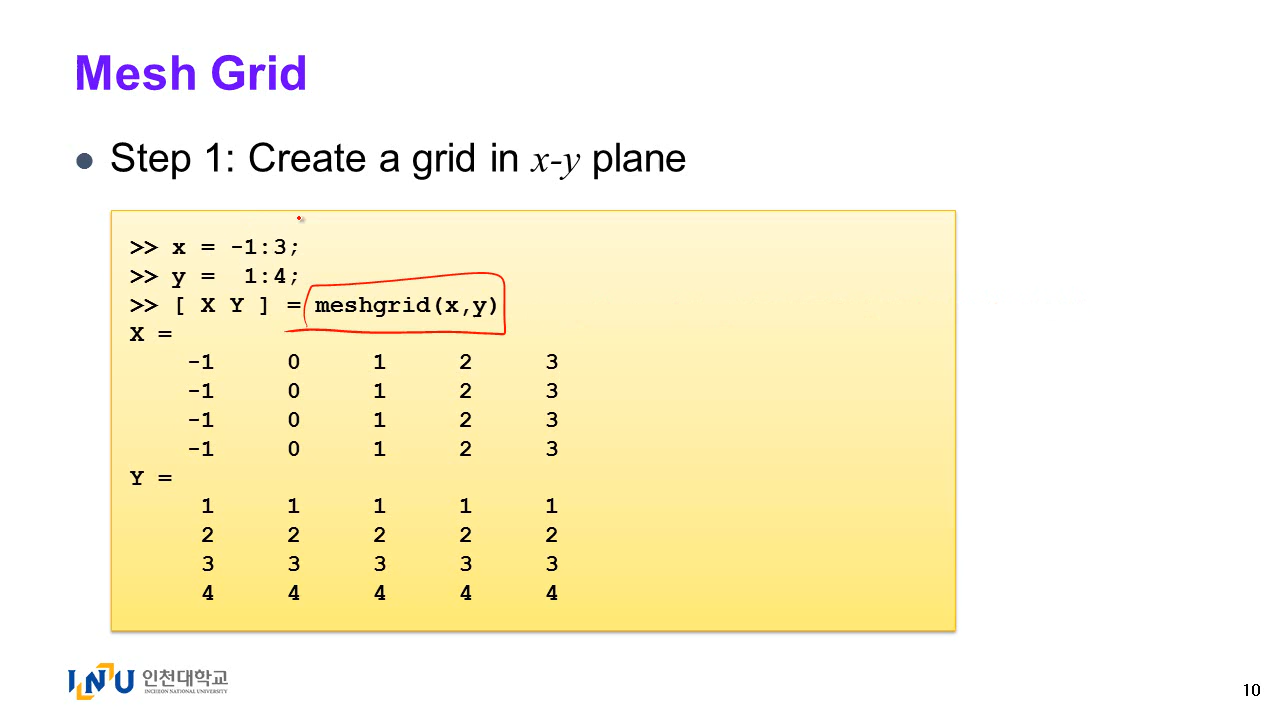 Mesh Grid
● Step 1: Create a grid in x-y plane
>> x = -1:3;
>> y =  1:4;
>> [ X Y ] = meshgrid(x,y)
X =
    -1     0     1     2     3
    -1     0     1     2     3
    -1     0     1     2     3
    -1     0     1     2     3
Y =
     1     1     1     1     1
     2     2     2     2     2
     3     3     3     3     3
     4     4     4     4     4
INU 인천대학교
INCHEON NATIONAL UNIVERSITY
10